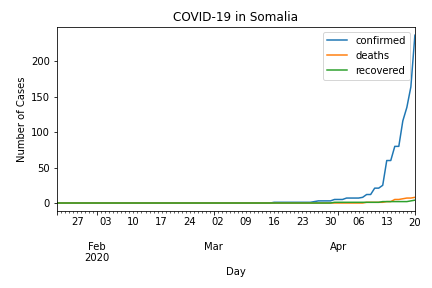 COVID-19 in Somalia
confirmed
deaths
recovered
Number of Cases
200
150
100
50
0
27 03 10 17 24 02 09 16 23 30 06 13 20
Feb Mar Apr
2020
Day